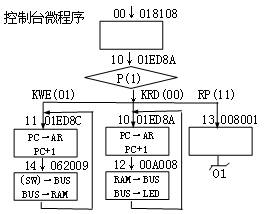 控制台微程序
00 018108
10 01ED8A
P(1)
KWE(01) KRD(00) RP(11)
11 01ED8C 10 01ED8A 13 008001
PC→AR PC→AR
PC+1 PC+1
14 062009 12 00A008
01
(SW)→BUS RAM→BUS
BUS→RAM BUS→LED